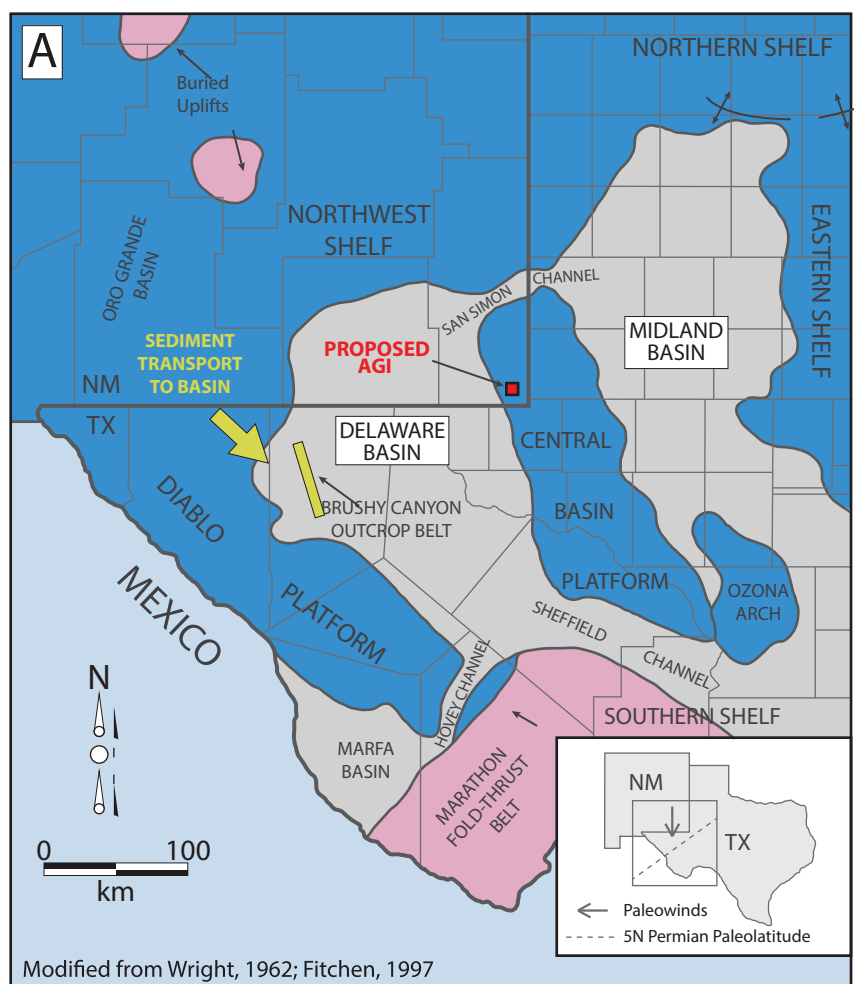 A
Buried
Uplifts
NORTHERN SHELF
NORTHWEST
SHELF
ORO GRANDE
BASIN
EASTERN SHELF
SAN SIMON
CHANNEL
MIDLAND
BASIN
SEDIMENT
TRANSPORT
TO BASIN
PROPOSED
AGI
NM
TX
DELAWARE
BASIN
CENTRAL
BASIN
PLATFORM
BRUSHY CANYON
OUTCROP BELT
DIABLO
PLATFORM
MEXICO
OZONA
ARCH
SHEFFIELD
CHANNEL
HOVEY CHANNEL
SOUTHERN SHELF
MARFA
BASIN
MARATHON
FOLD-THRUST
BELT
N
0 100
km
NM
TX
Paleowinds
5N Permian Paleolatitude
Modified from Wright, 1962; Fitchen, 1997